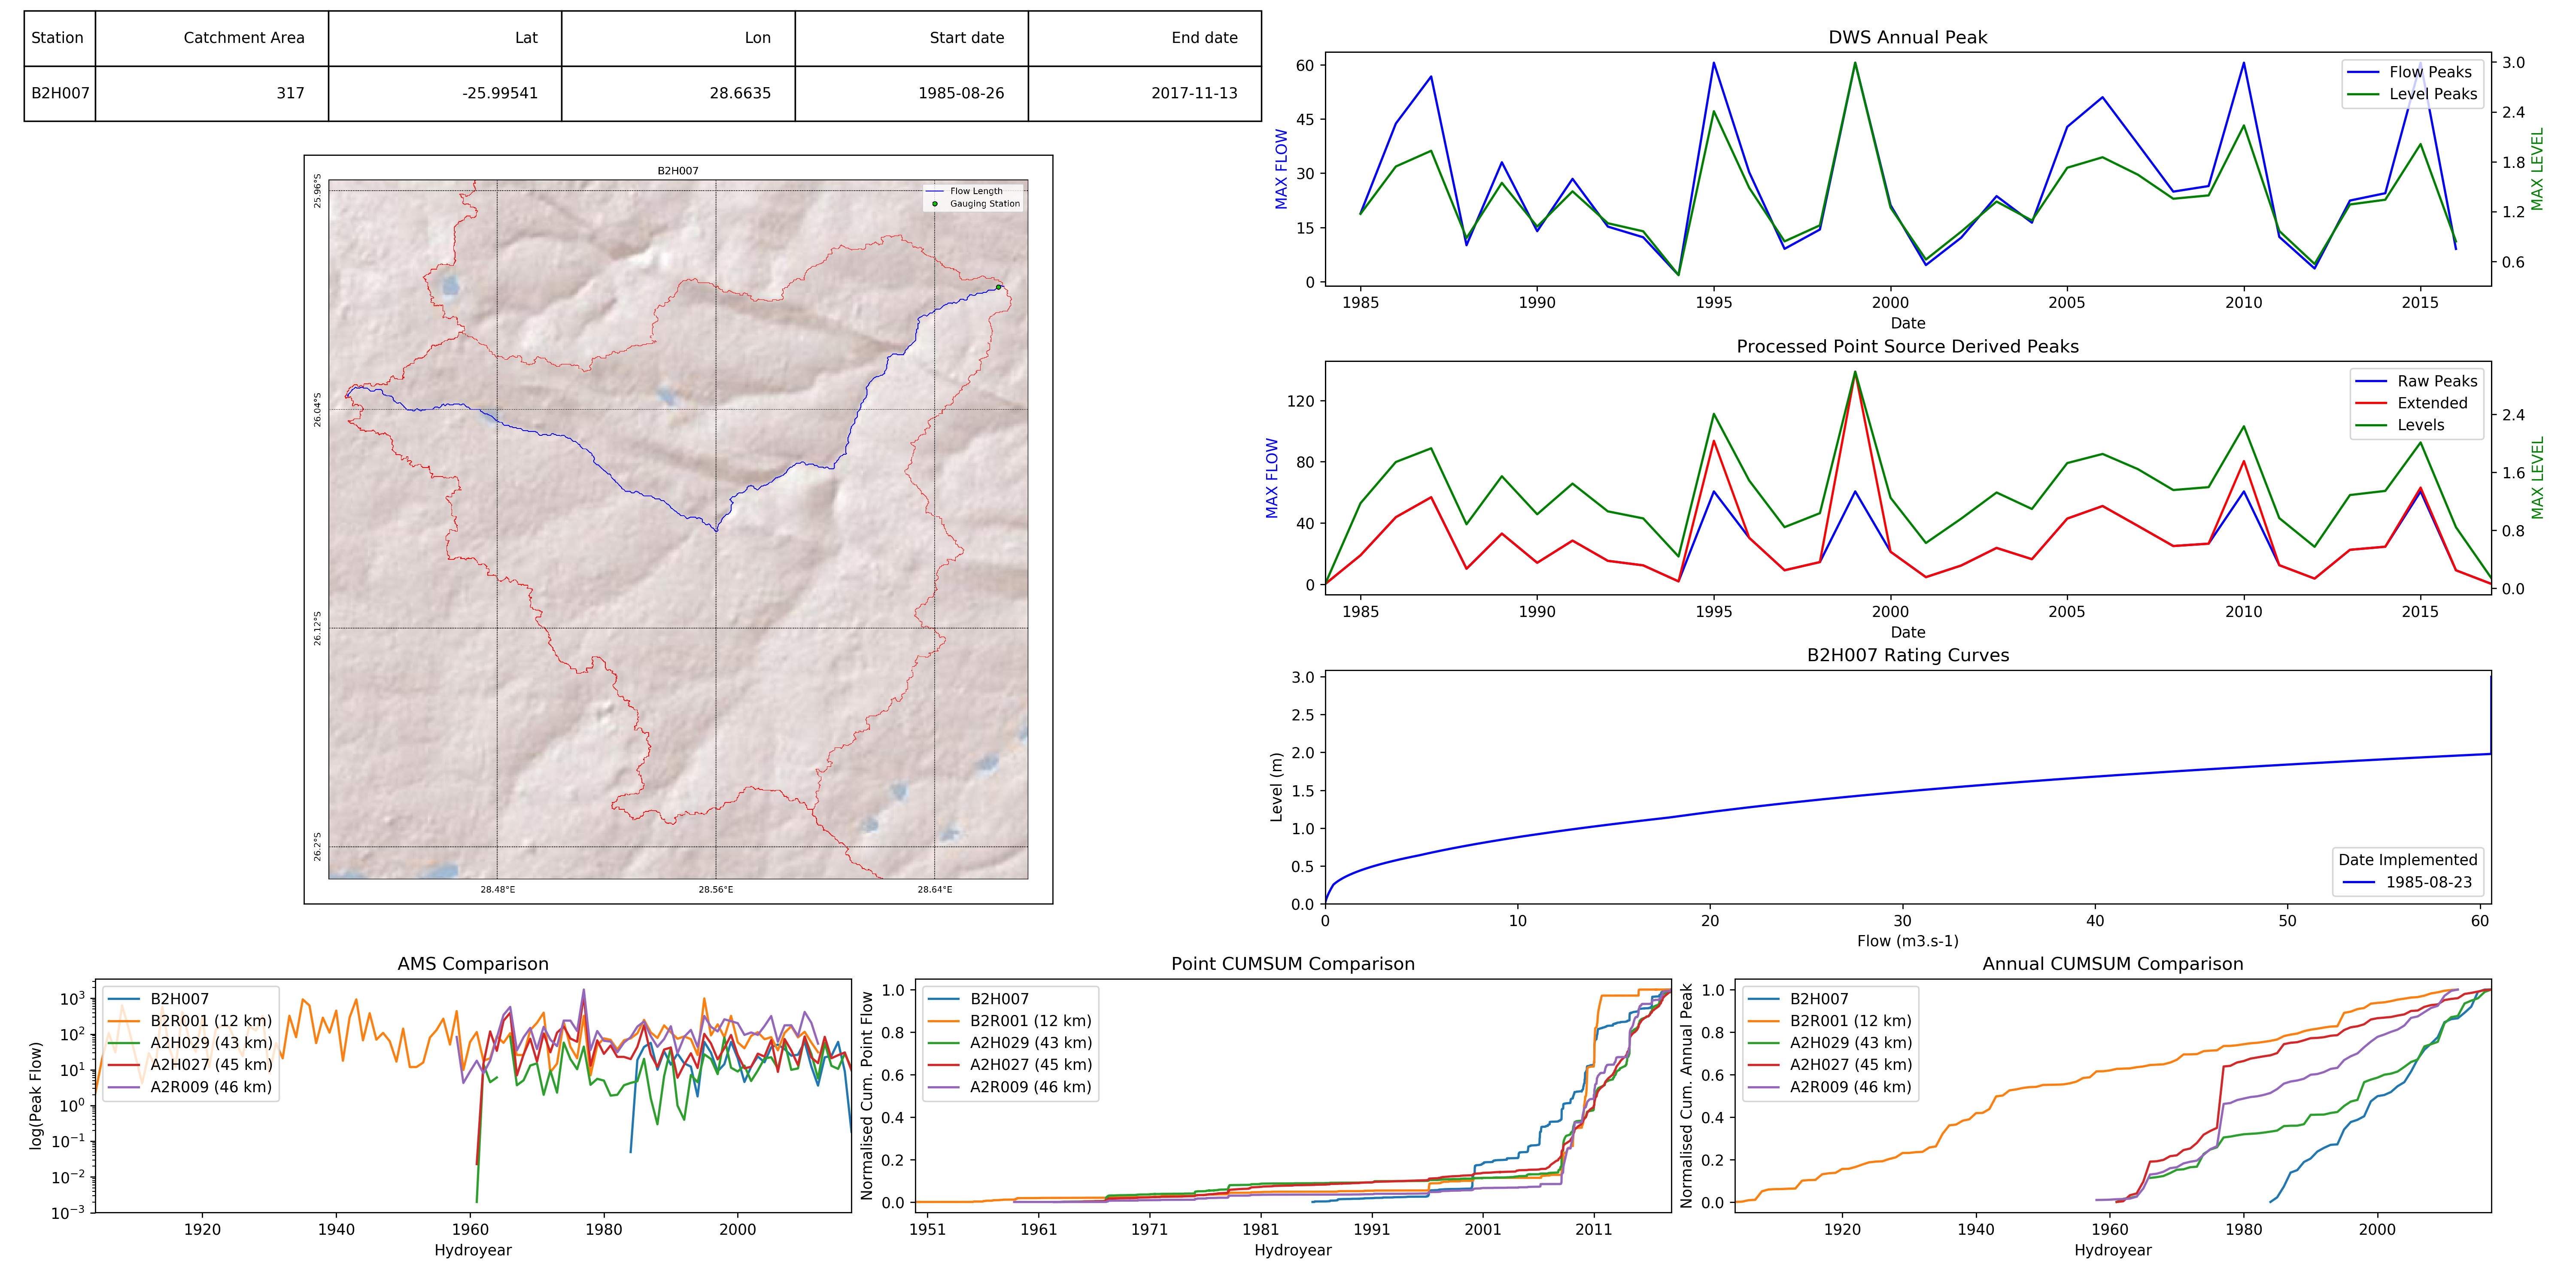 Station Catchment Area Lat Lon Start date End date
B2H007 317 -25.99541 28.6635 1985-08-26 2017-11-13
B2H007
Flow Length
Gauging Station
25.96°S
26.04°S
26.12°S
26.2°S
28.48°E 28.56°E 28.64°E
DWS Annual Peak
MAX FLOW
60
45
30
15
0
Flow Peaks
Level Peaks
3.0
2.4
1.8
1.2
0.6
MAX LEVEL
1985 1990 1995 2000 2005 2010 2015
Date
Processed Point Source Derived Peaks
MAX FLOW
120
80
40
0
Raw Peaks
Extended
Levels
2.4
1.6
0.8
0.0
MAX LEVEL
1985 1990 1995 2000 2005 2010 2015
Date
B2H007 Rating Curves
Level (m)
3.0
2.5
2.0
1.5
1.0
0.5
0.0
Date Implemented
1985-08-23
0 10 20 30 40 50 60
Flow (m3.s-1)
AMS Comparison
log(Peak Flow)
10³
10²
10¹
10⁰
10⁻¹
10⁻²
10⁻³
B2H007
B2R001 (12 km)
A2H029 (43 km)
A2H027 (45 km)
A2R009 (46 km)
1920 1940 1960 1980 2000
Hydroyear
Point CUMSUM Comparison
Normalised Cum. Point Flow
1.0
0.8
0.6
0.4
0.2
0.0
B2H007
B2R001 (12 km)
A2H029 (43 km)
A2H027 (45 km)
A2R009 (46 km)
1951 1961 1971 1981 1991 2001 2011
Hydroyear
Annual CUMSUM Comparison
Normalised Cum. Annual Peak
1.0
0.8
0.6
0.4
0.2
0.0
B2H007
B2R001 (12 km)
A2H029 (43 km)
A2H027 (45 km)
A2R009 (46 km)
1920 1940 1960 1980 2000
Hydroyear